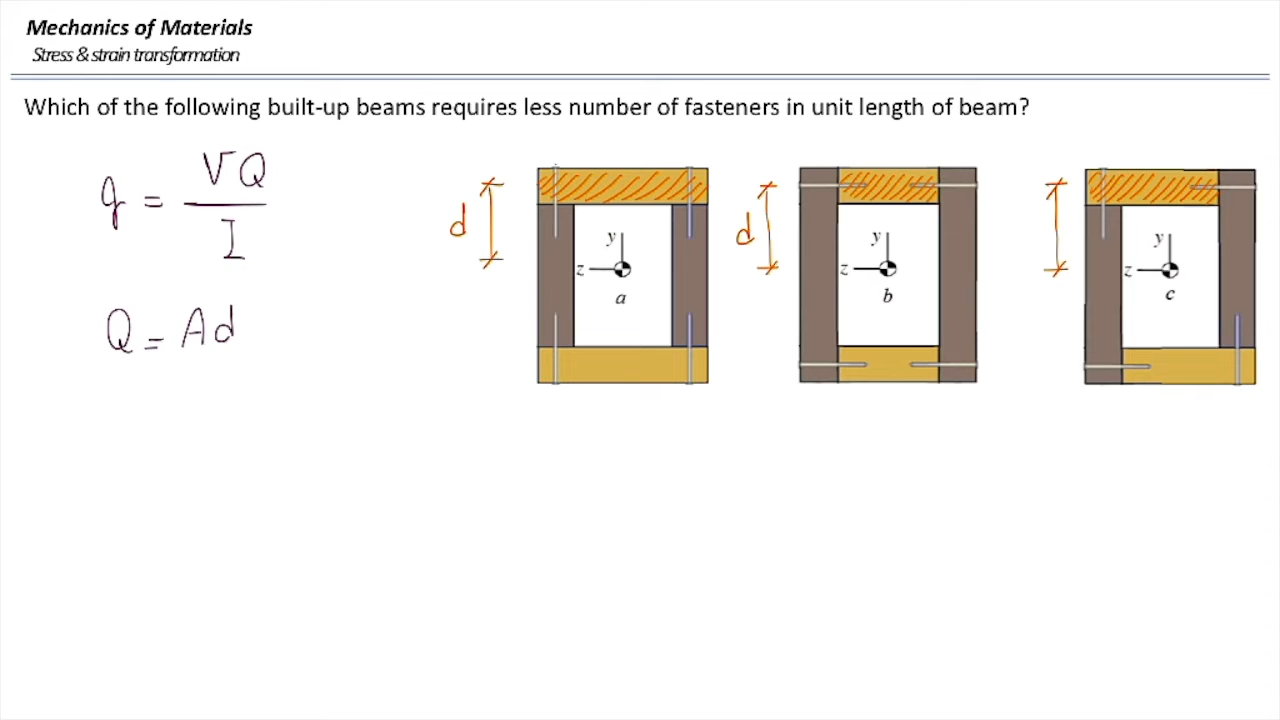 Mechanics of Materials
Stress & strain transformation
Which of the following built-up beams requires less number of fasteners in unit length of beam?
q = VQ / I
Q = Ad
d
y
z
a
d
y
z
b
y
z
c